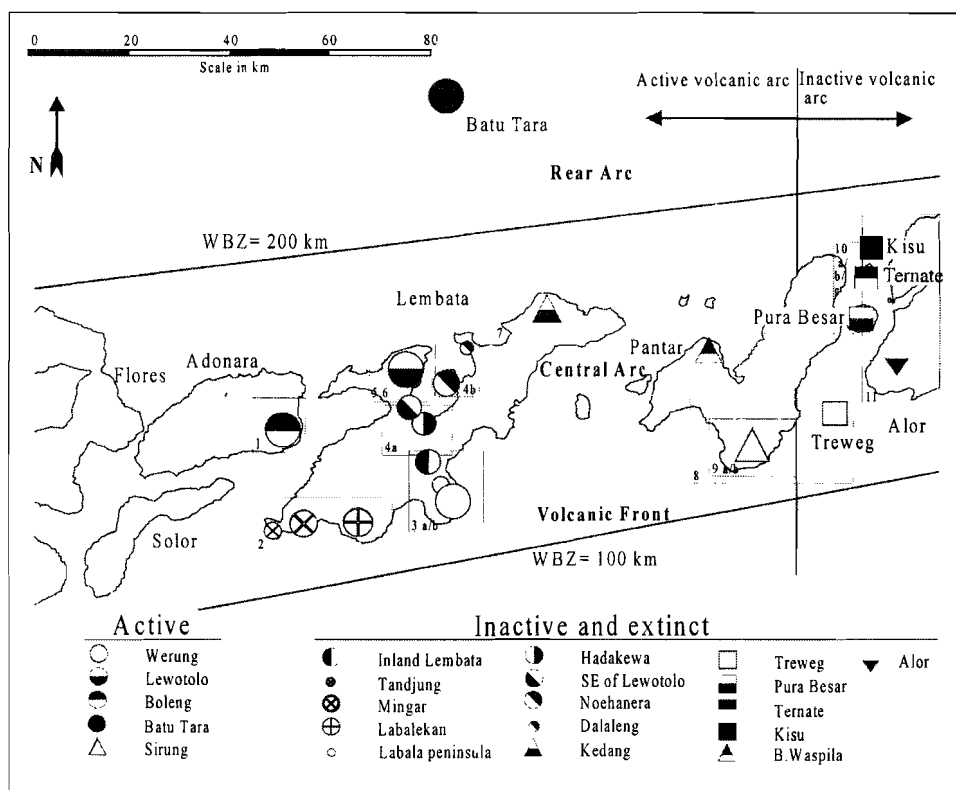 0 20 40 60 80
Scale in km
Active volcanic arc
Inactive volcanic
arc
Batu Tara
N
Rear Arc
WBZ= 200 km
10
Kisu
a
b/
Ternate
Lembata
7
Pura Besar
Pantar
Adonara
Flores
Central Arc
5 6
4b
11
Alor
1
Treweg
4a
8
9 a/b
3 a/b
Volcanic Front
2
Solor
WBZ= 100 km
Active
Werung
Lewotolo
Boleng
Batu Tara
Sirung
Inactive and extinct
Inland Lembata
Tandjung
Mingar
Labalekan
Labala peninsula
Hadakewa
SE of Lewotolo
Noehanera
Dalaleng
Kedang
Treweg
Pura Besar
Ternate
Kisu
B.Waspila
Alor